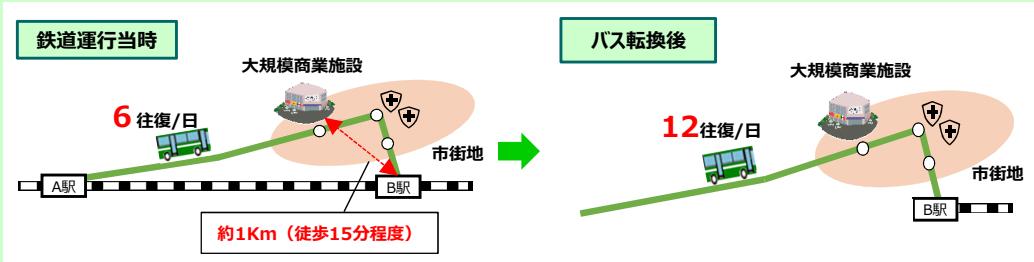 鉄道運行当時
大規模商業施設
6往復/日
市街地
A駅
B駅
約1Km（徒歩15分程度）
バス転換後
大規模商業施設
12往復/日
市街地
B駅